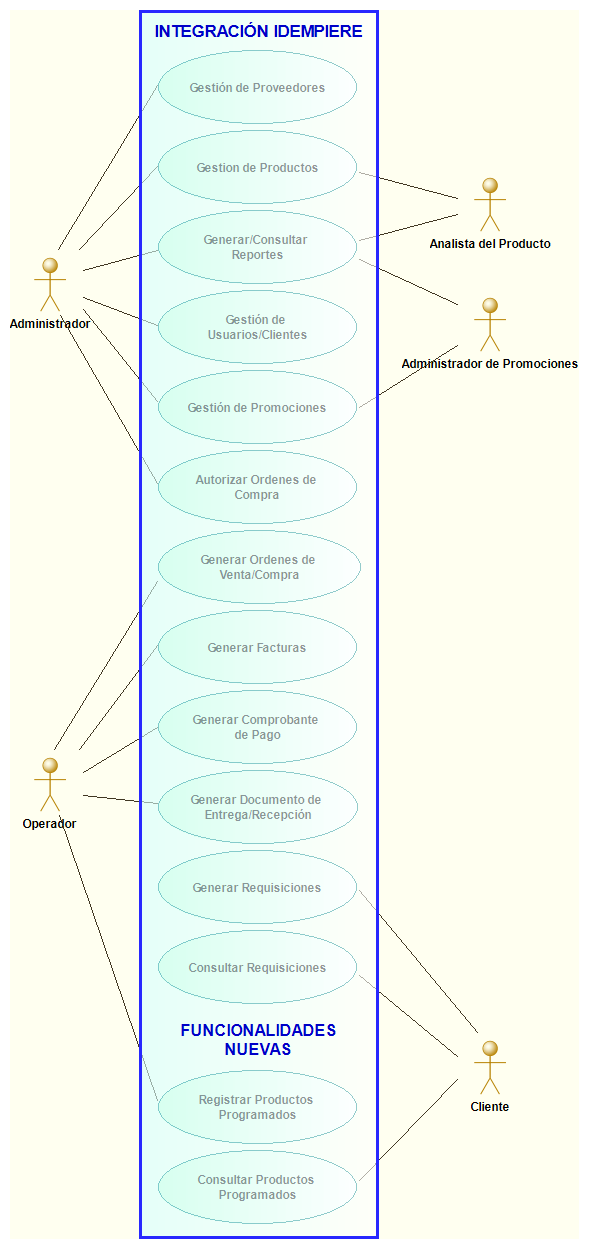 INTEGRACIÓN IDEMPIERE
Gestión de Proveedores
Gestion de Productos
Analista del Producto
Generar/Consultar
Reportes
Administrador
Gestión de
Usuarios/Clientes
Administrador de Promociones
Gestión de Promociones
Autorizar Ordenes de
Compra
Generar Ordenes de
Venta/Compra
Generar Facturas
Generar Comprobante
de Pago
Operador
Generar Documento de
Entrega/Recepción
Generar Requisiciones
Consultar Requisiciones
FUNCIONALIDADES
NUEVAS
Registrar Productos
Programados
Cliente
Consultar Productos
Programados